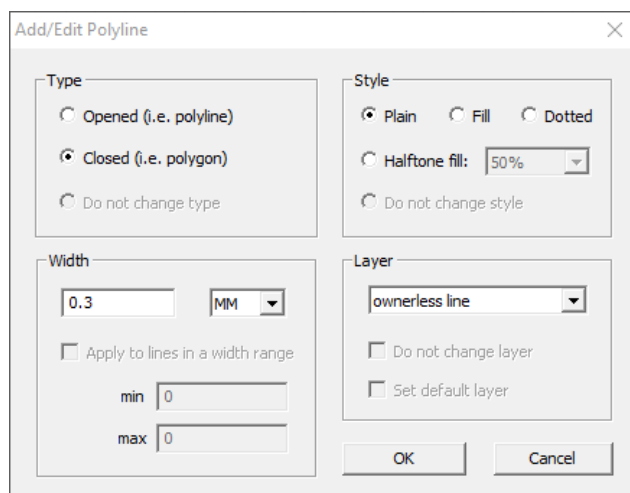 Add/Edit Polyline
Type
Opened (i.e. polyline)
Closed (i.e. polygon)
Do not change type
Style
Plain Fill Dotted
Halftone fill: 50%
Do not change style
Width
0.3 MM
Apply to lines in a width range
min 0
max 0
Layer
ownerless line
Do not change layer
Set default layer
OK Cancel